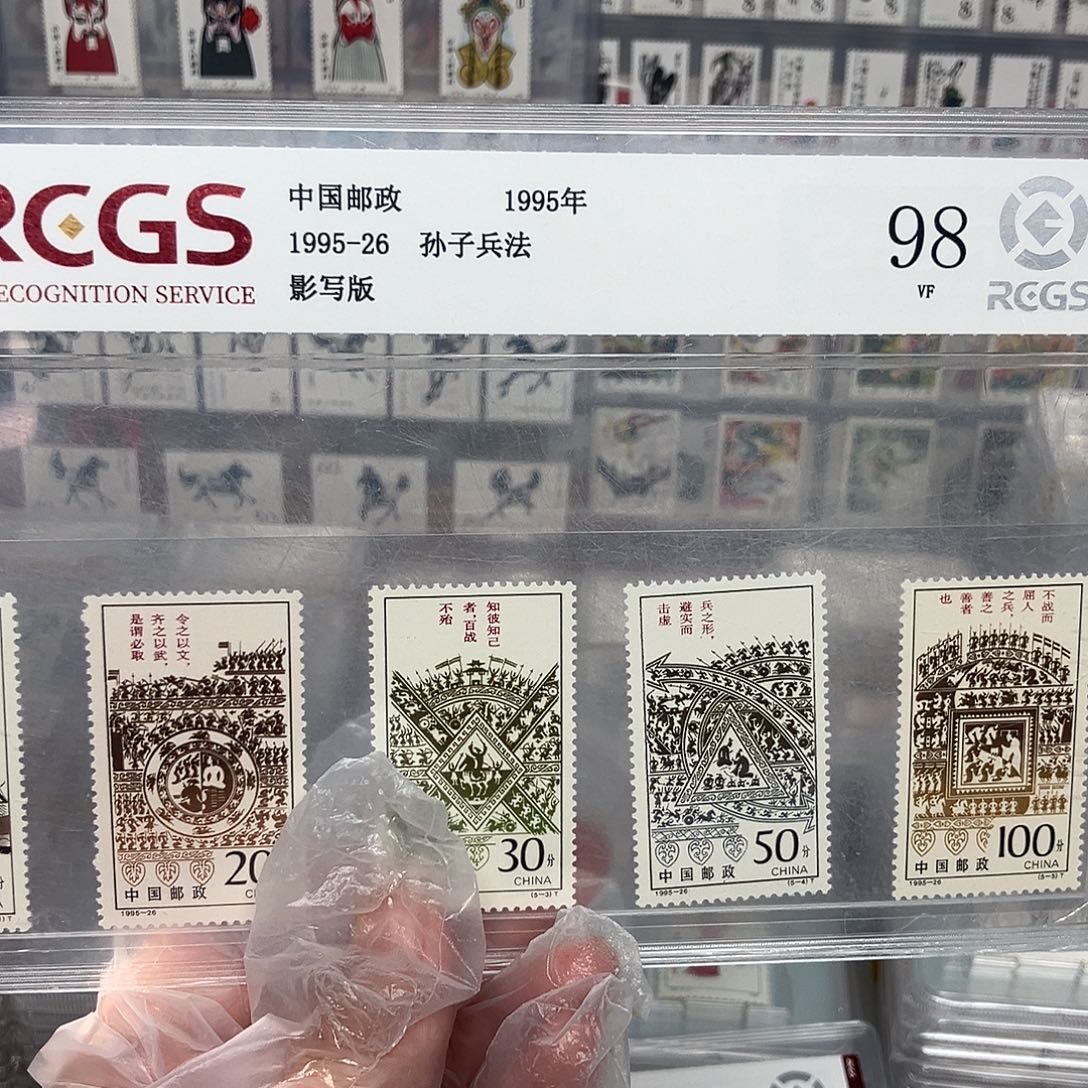 RCGS
RECOGNITION SERVICE
中国邮政 1995年
1995-26 孙子兵法
影写版
98
VF
RCGS
令之以文，
齐之以武，
是谓必取
20
中国邮政
1995-26
知彼知己
者，百战
不殆
30分
CHINA
(5-3)T
兵之形，
避实而
击虚
50分
中国邮政 CHINA
1995-26 (5-4)T
不战而
屈人
之兵，
善之
善者
也
100分
中国邮政 CHINA
1995-26 (5-5)T